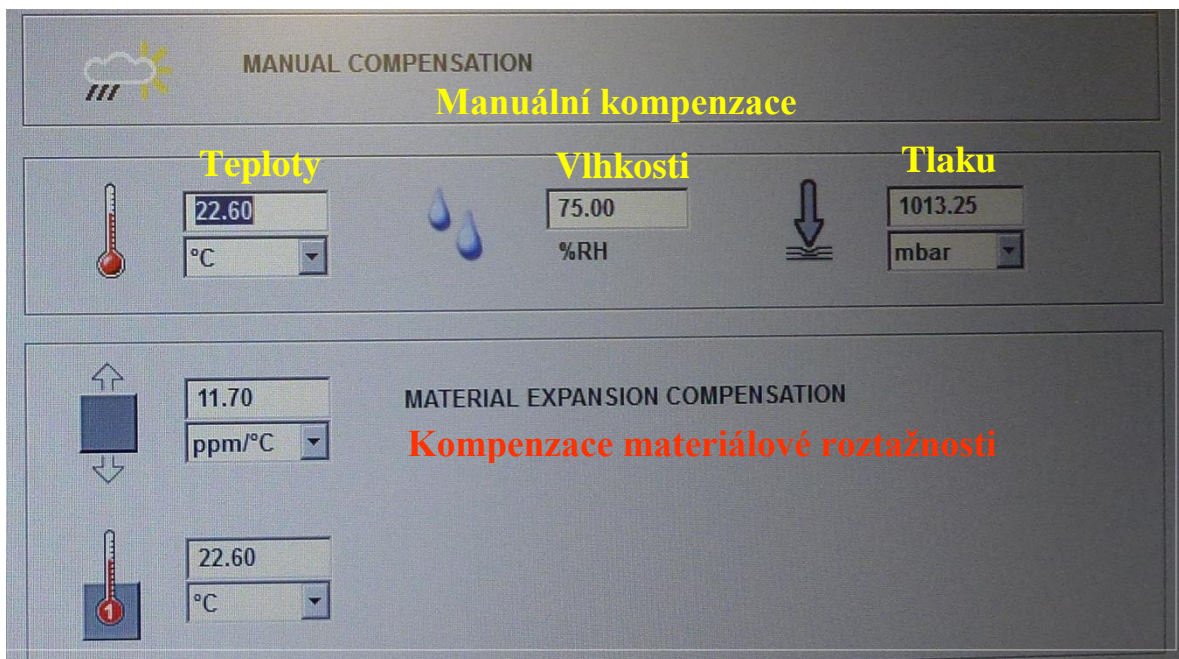 MANUAL COMPENSATION
Manuální kompenzace
Teploty Vlhkosti Tlaku
22.60 75.00 1013.25
°C %RH mbar
11.70 MATERIAL EXPANSION COMPENSATION
ppm/°C Kompenzace materiálové roztažnosti
22.60
°C
1